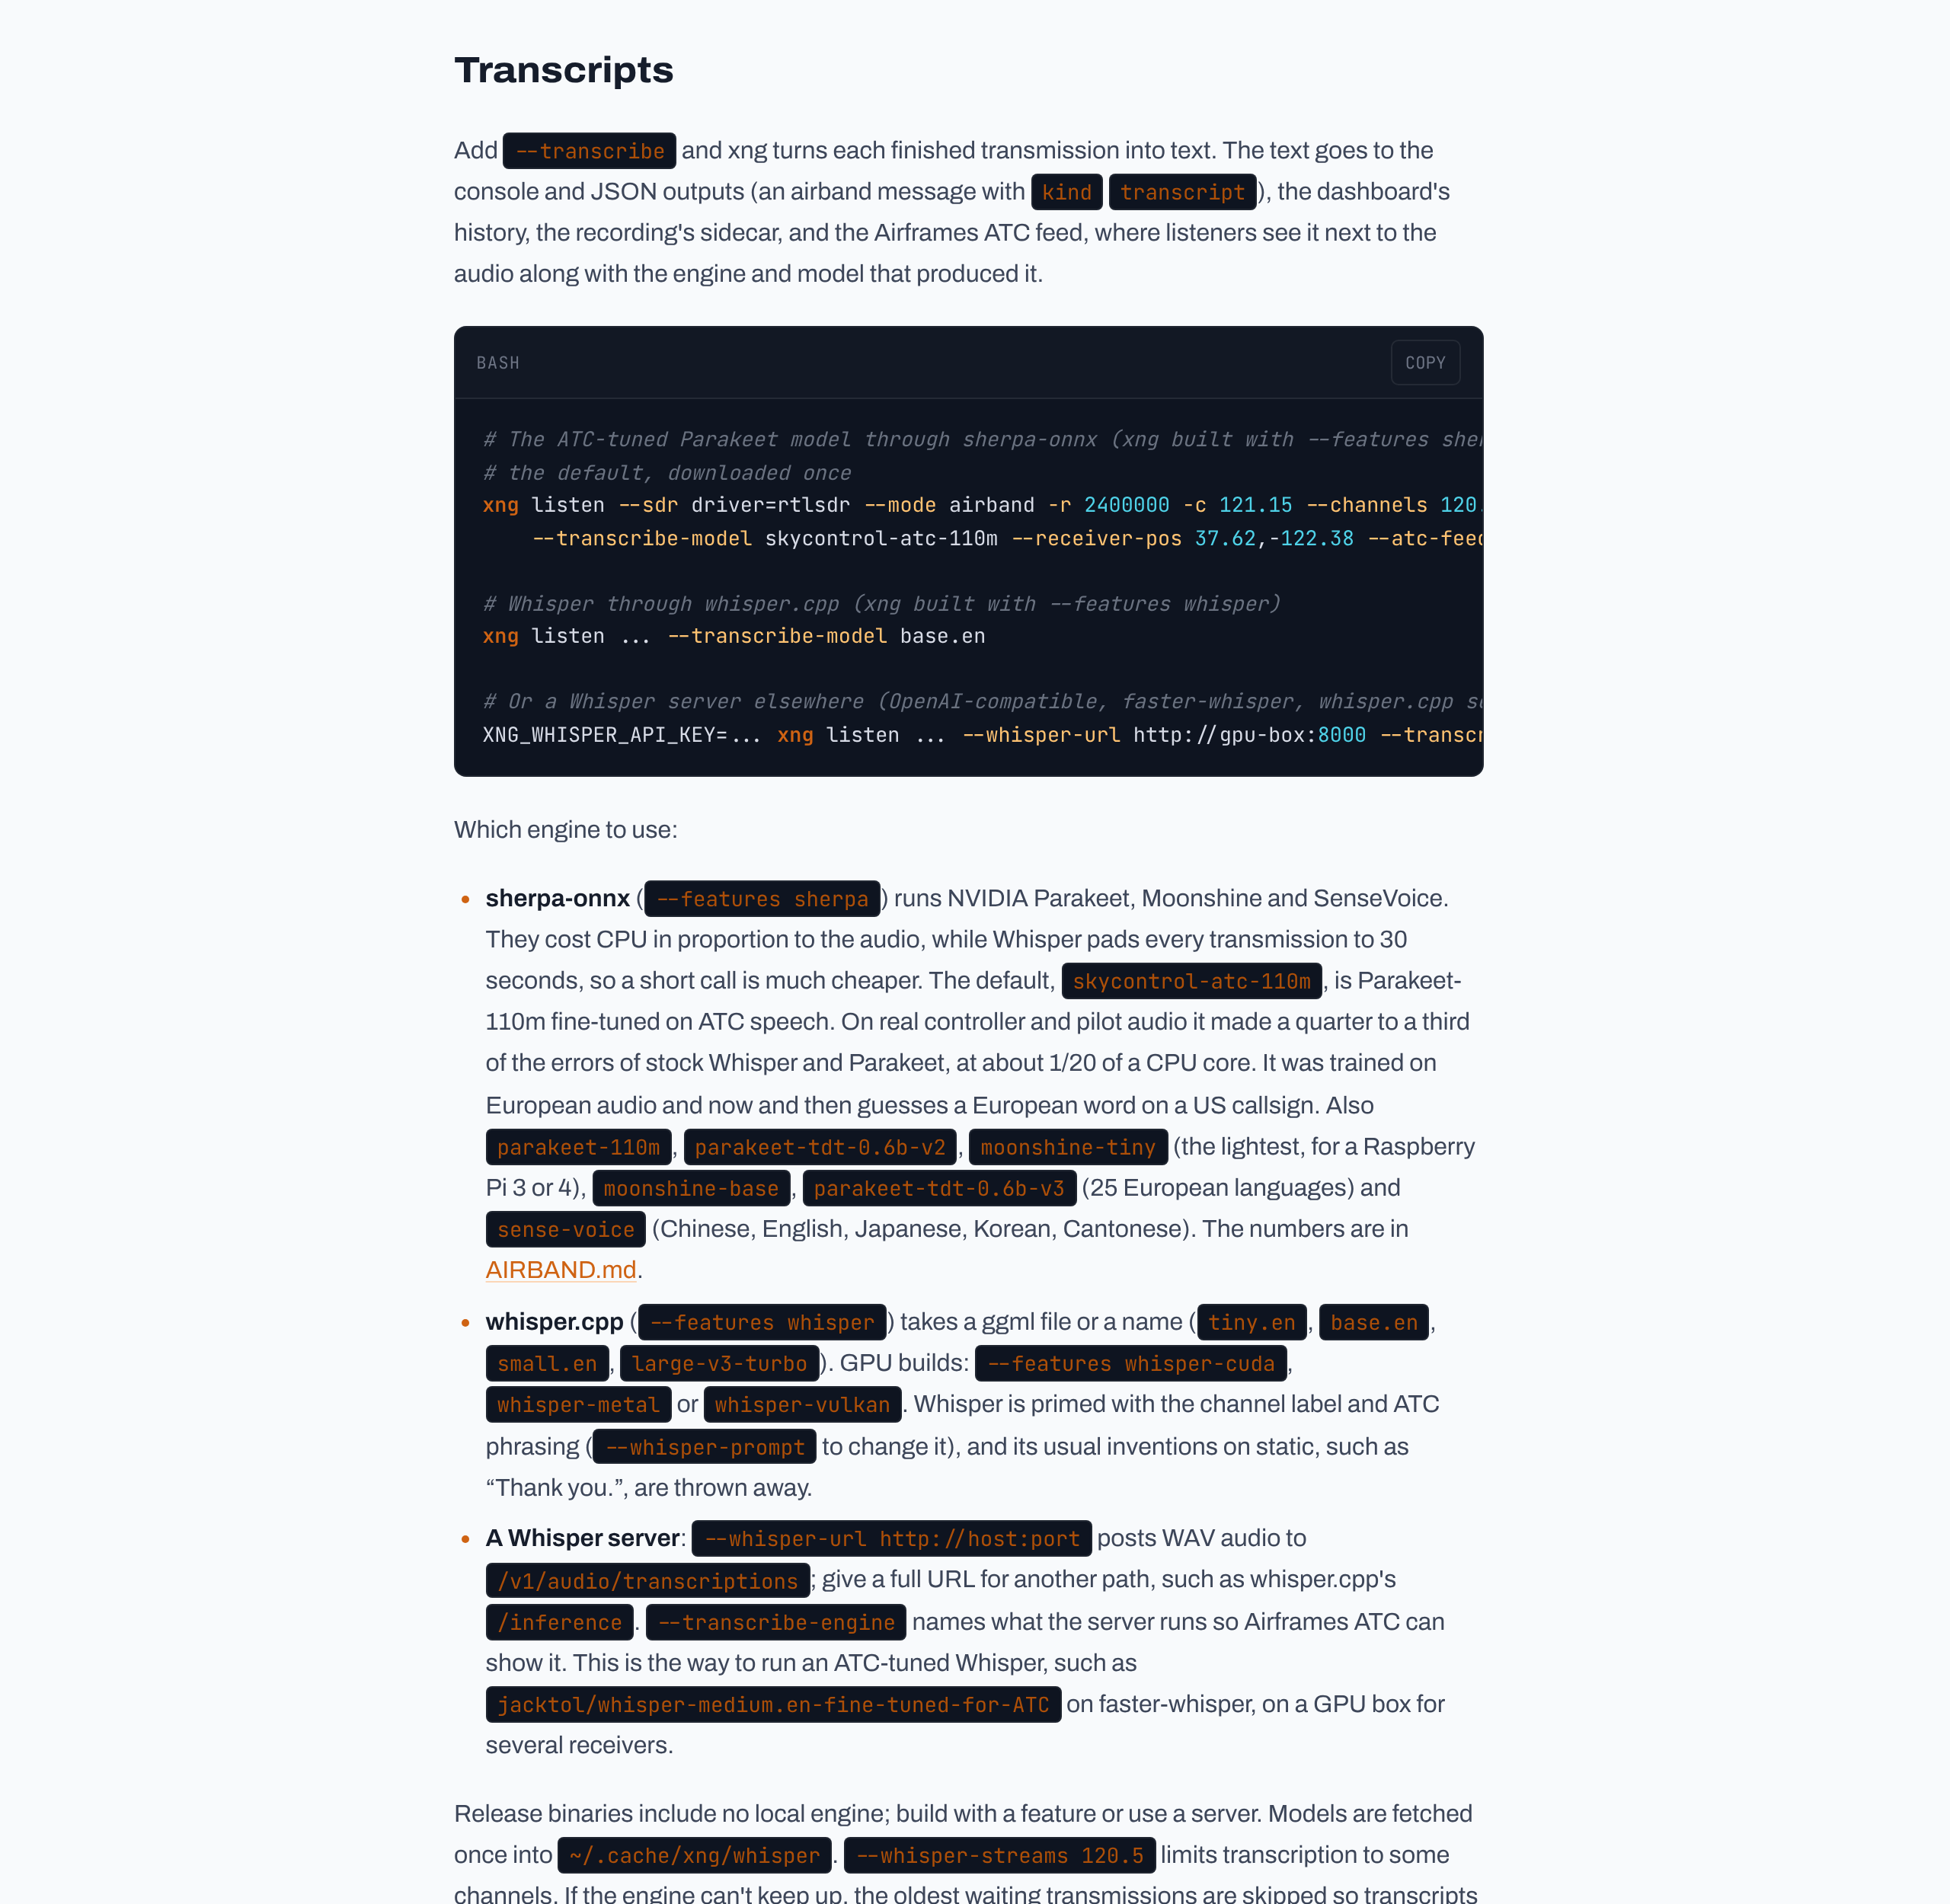 Transcripts
Add --transcribe and xng turns each finished transmission into text. The text goes to the
console and JSON outputs (an airband message with kind transcript), the dashboard's
history, the recording's sidecar, and the Airframes ATC feed, where listeners see it next to the
audio along with the engine and model that produced it.
BASH
COPY
# The ATC-tuned Parakeet model through sherpa-onnx (xng built with --features sher
# the default, downloaded once
xng listen --sdr driver=rtlsdr --mode airband -r 2400000 -c 121.15 --channels 120.
--transcribe-model skycontrol-atc-110m --receiver-pos 37.62,-122.38 --atc-feed
# Whisper through whisper.cpp (xng built with --features whisper)
xng listen ... --transcribe-model base.en
# Or a Whisper server elsewhere (OpenAI-compatible, faster-whisper, whisper.cpp se
XNG_WHISPER_API_KEY=... xng listen ... --whisper-url http://gpu-box:8000 --transcr
Which engine to use:
• sherpa-onnx (--features sherpa) runs NVIDIA Parakeet, Moonshine and SenseVoice.
They cost CPU in proportion to the audio, while Whisper pads every transmission to 30
seconds, so a short call is much cheaper. The default, skycontrol-atc-110m, is Parakeet-
110m fine-tuned on ATC speech. On real controller and pilot audio it made a quarter to a third
of the errors of stock Whisper and Parakeet, at about 1/20 of a CPU core. It was trained on
European audio and now and then guesses a European word on a US callsign. Also
parakeet-110m, parakeet-tdt-0.6b-v2, moonshine-tiny (the lightest, for a Raspberry
Pi 3 or 4), moonshine-base, parakeet-tdt-0.6b-v3 (25 European languages) and
sense-voice (Chinese, English, Japanese, Korean, Cantonese). The numbers are in
AIRBAND.md.
• whisper.cpp (--features whisper) takes a ggml file or a name (tiny.en, base.en,
small.en, large-v3-turbo). GPU builds: --features whisper-cuda,
whisper-metal or whisper-vulkan. Whisper is primed with the channel label and ATC
phrasing (--whisper-prompt to change it), and its usual inventions on static, such as
“Thank you.”, are thrown away.
• A Whisper server: --whisper-url http://host:port posts WAV audio to
/v1/audio/transcriptions; give a full URL for another path, such as whisper.cpp's
/inference. --transcribe-engine names what the server runs so Airframes ATC can
show it. This is the way to run an ATC-tuned Whisper, such as
jacktol/whisper-medium.en-fine-tuned-for-ATC on faster-whisper, on a GPU box for
several receivers.
Release binaries include no local engine; build with a feature or use a server. Models are fetched
once into ~/.cache/xng/whisper. --whisper-streams 120.5 limits transcription to some
channels. If the engine can't keep up, the oldest waiting transmissions are skipped so transcripts